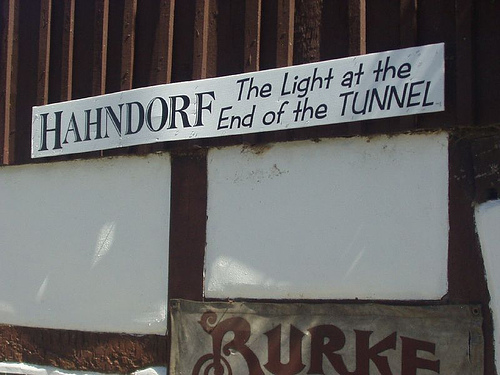 HAHNDORF The Light at the
End of the TUNNEL
BURKE